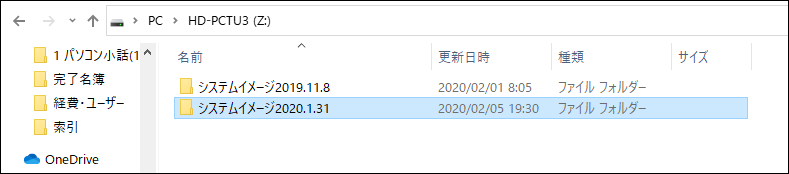 PC › HD-PCTU3 (Z:)
1 パソコン小話(1
完了名簿
経費・ユーザー
索引
OneDrive
名前 更新日時 種類 サイズ
システムイメージ2019.11.8 2020/02/01 8:05 ファイル フォルダー
システムイメージ2020.1.31 2020/02/05 19:30 ファイル フォルダー